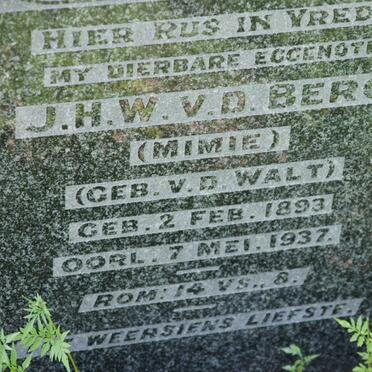 HIER RUS IN VREDE
MY DIERBARE EGGENOTE
J.H.W. V.D. BERG
(MIMIE)
(GEB. V.D. WALT)
GEB. 2 FEB. 1893
OORL. 7 MEI. 1937.
ROM: 14 VS., 8
WEERSIENS LIEFSTE